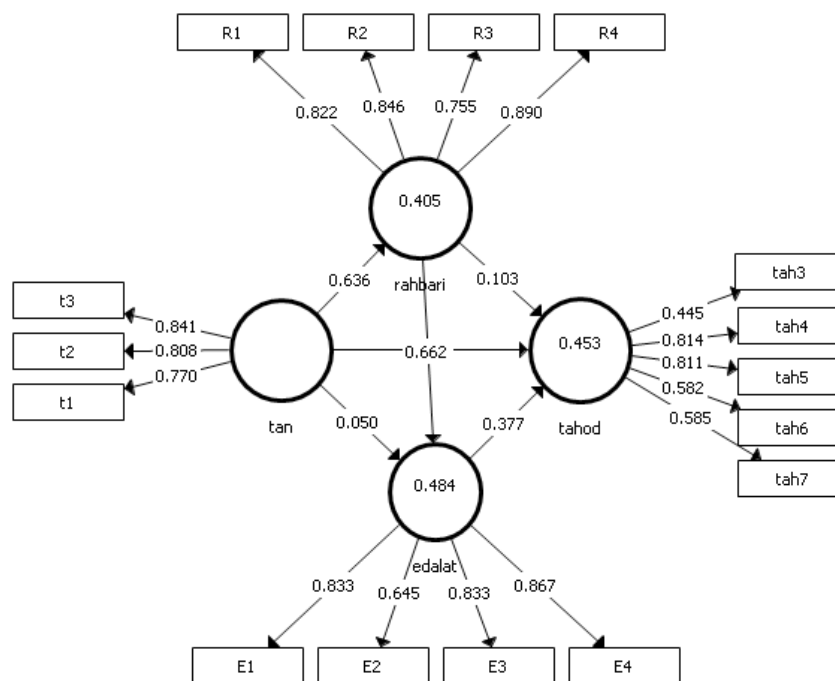 R1
R2
R3
R4
0.822
0.846
0.755
0.890
0.405
rahbari
0.636
0.103
t3
t2
t1
0.841
0.808
0.770
tan
0.662
0.050
0.377
0.453
tahod
tah3
tah4
tah5
tah6
tah7
0.445
0.814
0.811
0.582
0.585
0.484
edalat
0.833
0.645
0.833
0.867
E1
E2
E3
E4